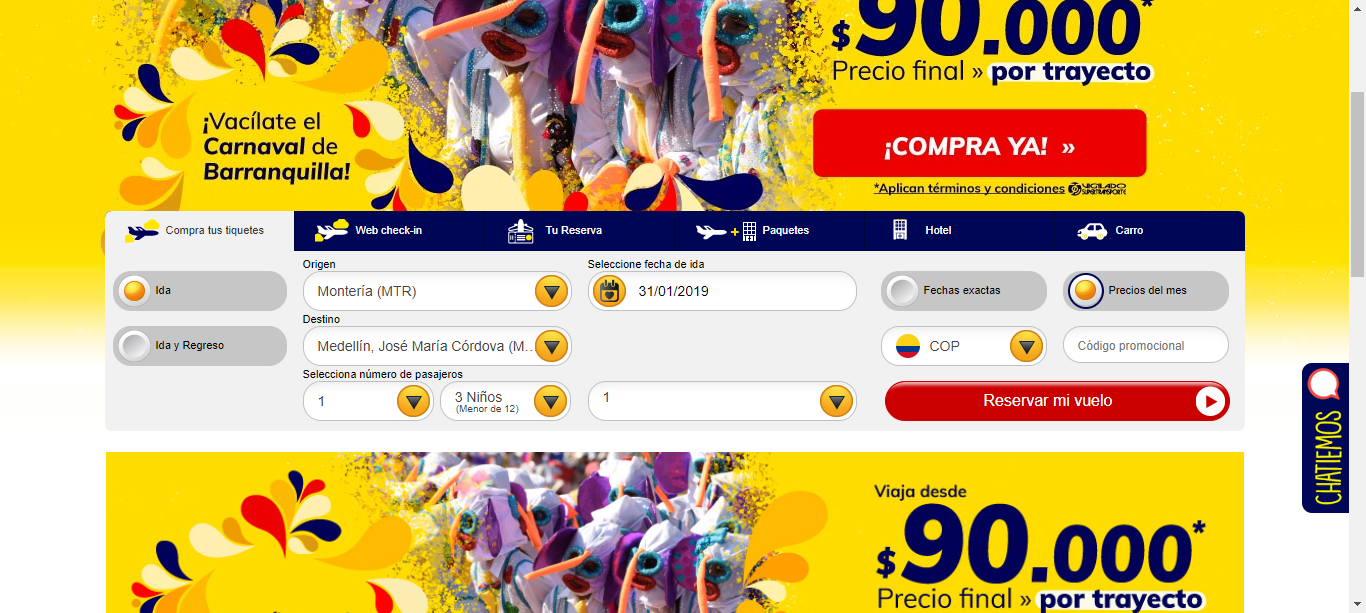 $90.000*
Precio final » por trayecto
¡Vacílate el
Carnaval de
Barranquilla!
¡COMPRA YA! »
*Aplican términos y condiciones VIGILADO SUPERTRANSPORTE
Compra tus tiquetes
Web check-in
Tu Reserva
+ Paquetes
Hotel
Carro
Ida
Ida y Regreso
Origen
Montería (MTR)
Destino
Medellín, José María Córdova (M...
Selecciona número de pasajeros
1
3 Niños
(Menor de 12)
Seleccione fecha de ida
31/01/2019
1
Fechas exactas
Precios del mes
COP
Código promocional
Reservar mi vuelo
CHATIEMOS
Viaja desde
$90.000*
Precio final » por trayecto